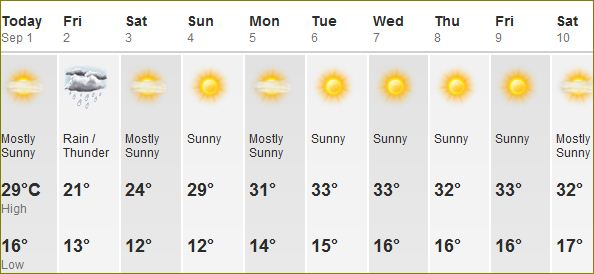 Today Fri Sat Sun Mon Tue Wed Thu Fri Sat
Sep 1 2 3 4 5 6 7 8 9 10
Mostly Rain / Mostly Sunny Mostly Sunny Sunny Sunny Sunny Mostly
Sunny Thunder Sunny Sunny Sunny
29°C 21° 24° 29° 31° 33° 33° 32° 33° 32°
High
16° 13° 12° 12° 14° 15° 16° 16° 16° 17°
Low